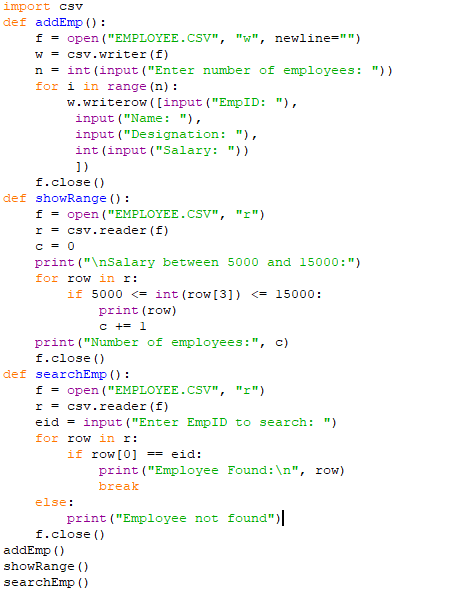 import csv
def addEmp():
    f = open("EMPLOYEE.CSV", "w", newline="")
    w = csv.writer(f)
    n = int(input("Enter number of employees: "))
    for i in range(n):
        w.writerow([input("EmpID: "),
         input("Name: "),
         input("Designation: "),
         int(input("Salary: "))
         ])
    f.close()
def showRange():
    f = open("EMPLOYEE.CSV", "r")
    r = csv.reader(f)
    c = 0
    print("\nSalary between 5000 and 15000:")
    for row in r:
        if 5000 <= int(row[3]) <= 15000:
            print(row)
            c += 1
    print("Number of employees:", c)
    f.close()
def searchEmp():
    f = open("EMPLOYEE.CSV", "r")
    r = csv.reader(f)
    eid = input("Enter EmpID to search: ")
    for row in r:
        if row[0] == eid:
            print("Employee Found:\n", row)
            break
    else:
        print("Employee not found")
    f.close()
addEmp()
showRange()
searchEmp()